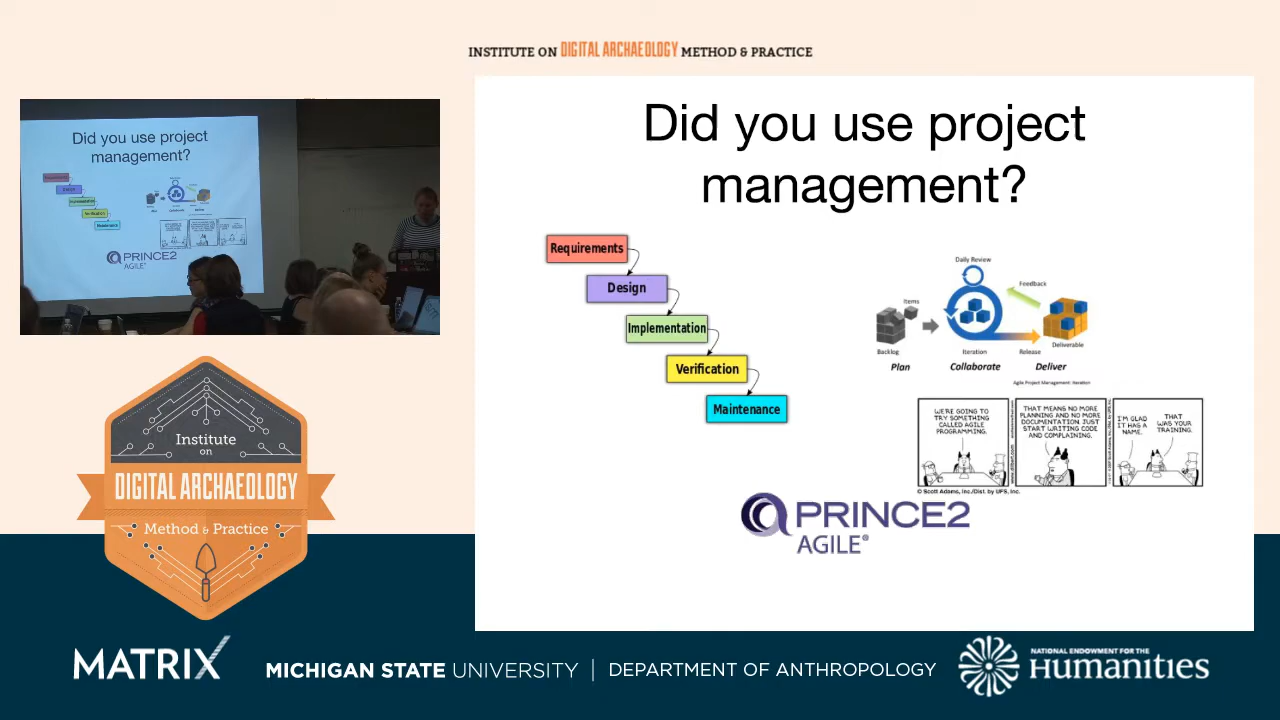 INSTITUTE ON DIGITAL ARCHAEOLOGY METHOD & PRACTICE
Did you use project
management?
Requirements
Design
Implementation
Verification
Maintenance
PRINCE2
AGILE®
Did you use project
management?
Requirements
Design
Implementation
Verification
Maintenance
Daily Review
Feedback
Items
Backlog
Iteration
Release
Deliverable
Plan
Collaborate
Deliver
Agile Project Management: Iteration
WE'RE GOING TO
TRY SOMETHING
CALLED AGILE
PROGRAMMING.
THAT MEANS NO MORE
PLANNING AND NO MORE
DOCUMENTATION. JUST
START WRITING CODE
AND COMPLAINING.
I'M GLAD
IT HAS A
NAME.
THAT
WAS YOUR
TRAINING.
© Scott Adams, Inc./Dist. by UFS, Inc.
PRINCE2
AGILE®
Institute
on
DIGITAL ARCHAEOLOGY
Method & Practice
MATRIX
MICHIGAN STATE UNIVERSITY | DEPARTMENT OF ANTHROPOLOGY
NATIONAL ENDOWMENT FOR THE
Humanities